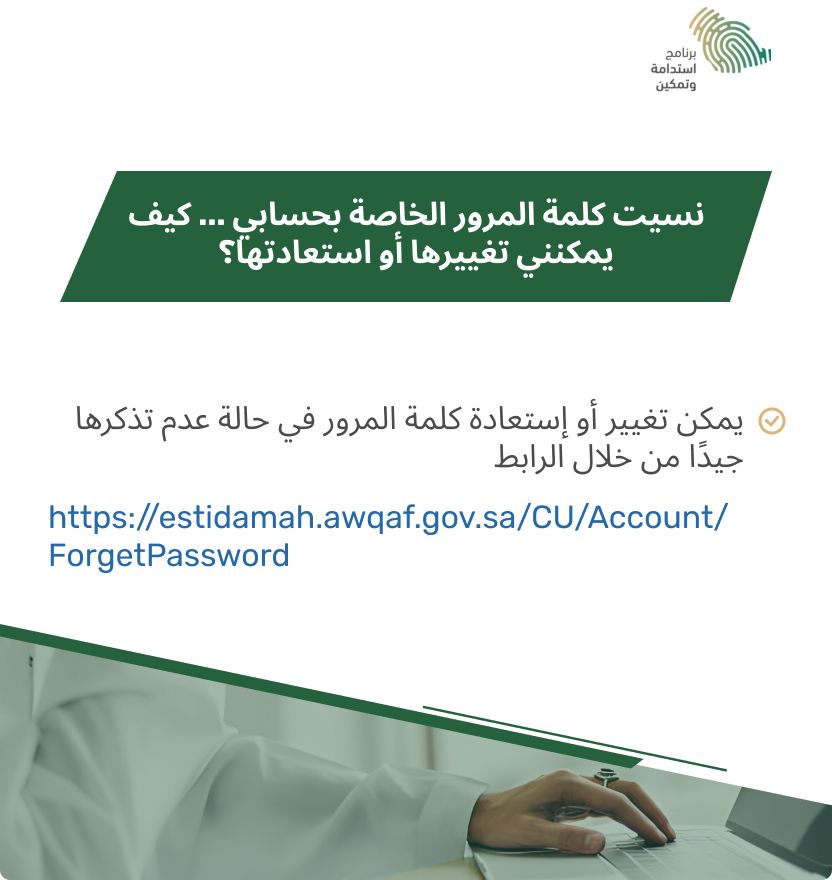 برنامج
استدامة
وتمكين
نسيت كلمة المرور الخاصة بحسابي ... كيف
يمكنني تغييرها أو استعادتها؟
يمكن تغيير أو إستعادة كلمة المرور في حالة عدم تذكرها
جيدًا من خلال الرابط
https://estidamah.awqaf.gov.sa/CU/Account/
ForgetPassword